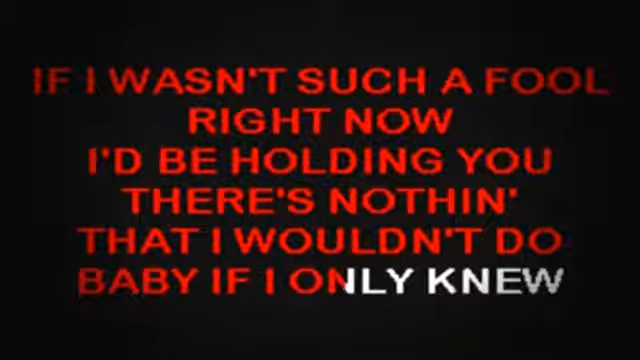 IF I WASN'T SUCH A FOOL
RIGHT NOW
I'D BE HOLDING YOU
THERE'S NOTHIN'
THAT I WOULDN'T DO
BABY IF I ONLY KNEW